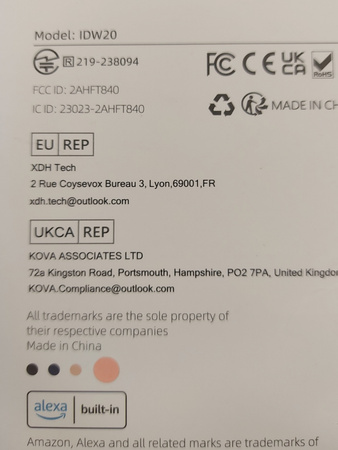 Model: IDW20
R 219-238094
FC CE UK CA RoHS
FCC ID: 2AHFT840
IC ID: 23023-2AHFT840
MADE IN CH
EU REP
XDH Tech
2 Rue Coysevox Bureau 3, Lyon,69001,FR
xdh.tech@outlook.com
UKCA REP
KOVA ASSOCIATES LTD
72a Kingston Road, Portsmouth, Hampshire, PO2 7PA, United Kingdo
KOVA.Compliance@outlook.com
All trademarks are the sole property of
their respective companies
Made in China
alexa built-in
Amazon, Alexa and all related marks are trademarks of